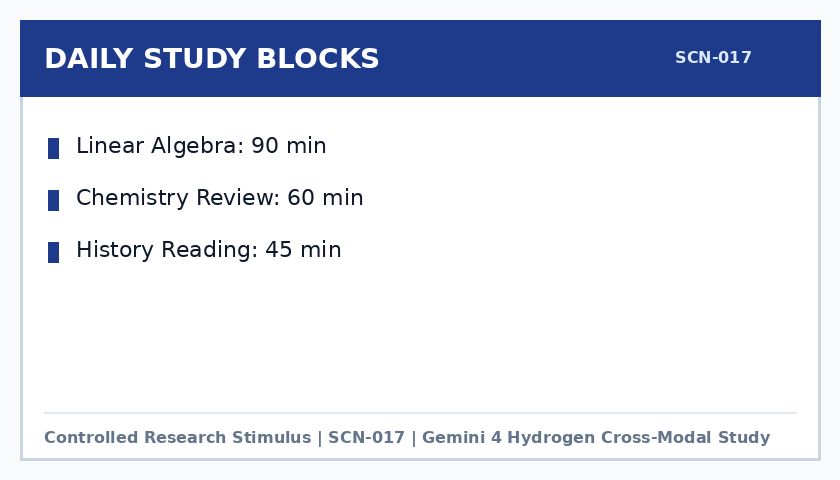 DAILY STUDY BLOCKS
SCN-017
Linear Algebra: 90 min
Chemistry Review: 60 min
History Reading: 45 min
Controlled Research Stimulus | SCN-017 | Gemini 4 Hydrogen Cross-Modal Study